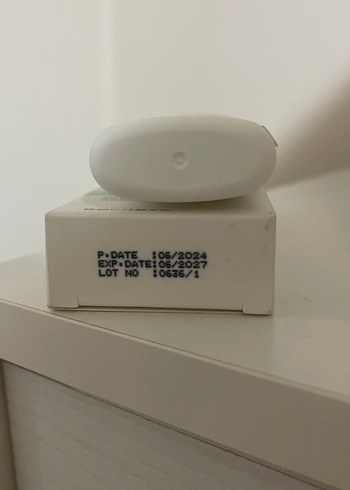 P.DATE :06/2024
EXP.DATE:06/2027
LOT NO :0636/1